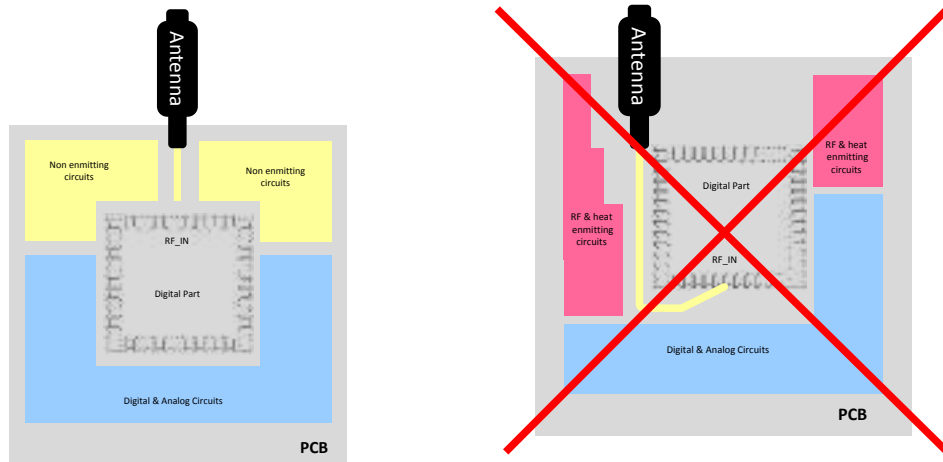 Antenna
Non enmitting
circuits
Non enmitting
circuits
RF_IN
Digital Part
Digital & Analog Circuits
PCB
Antenna
RF & heat
enmitting
circuits
Digital Part
RF & heat
enmitting
circuits
RF_IN
Digital & Analog Circuits
PCB